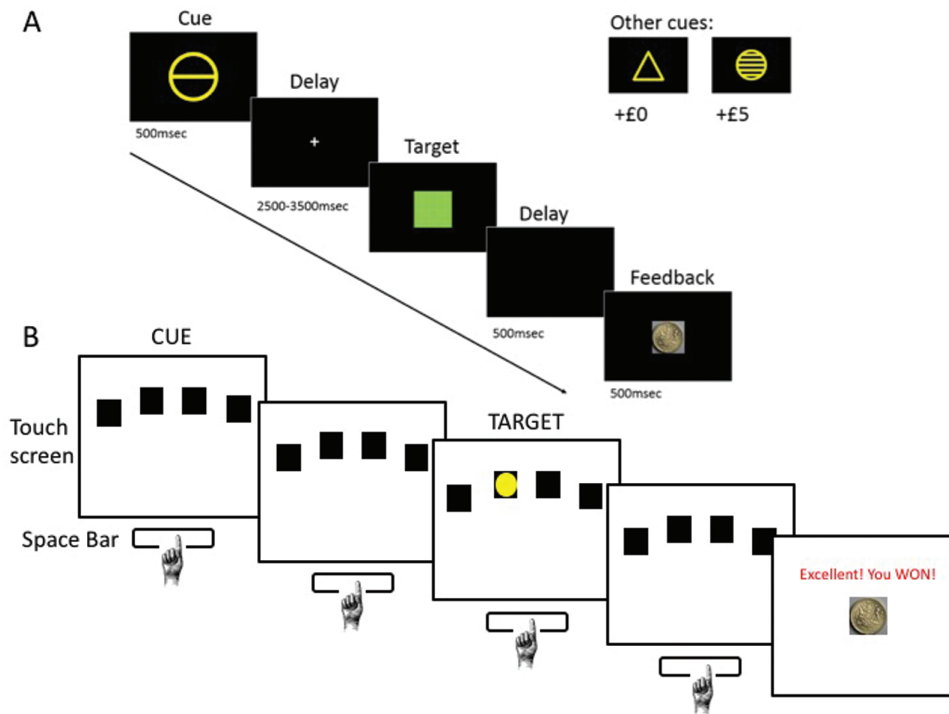 A
Cue
Other cues:
500msec
+£0
+£5
Delay
2500-3500msec
Target
Delay
500msec
Feedback
500msec
B
CUE
Touch
screen
Space Bar
TARGET
Excellent! You WON!